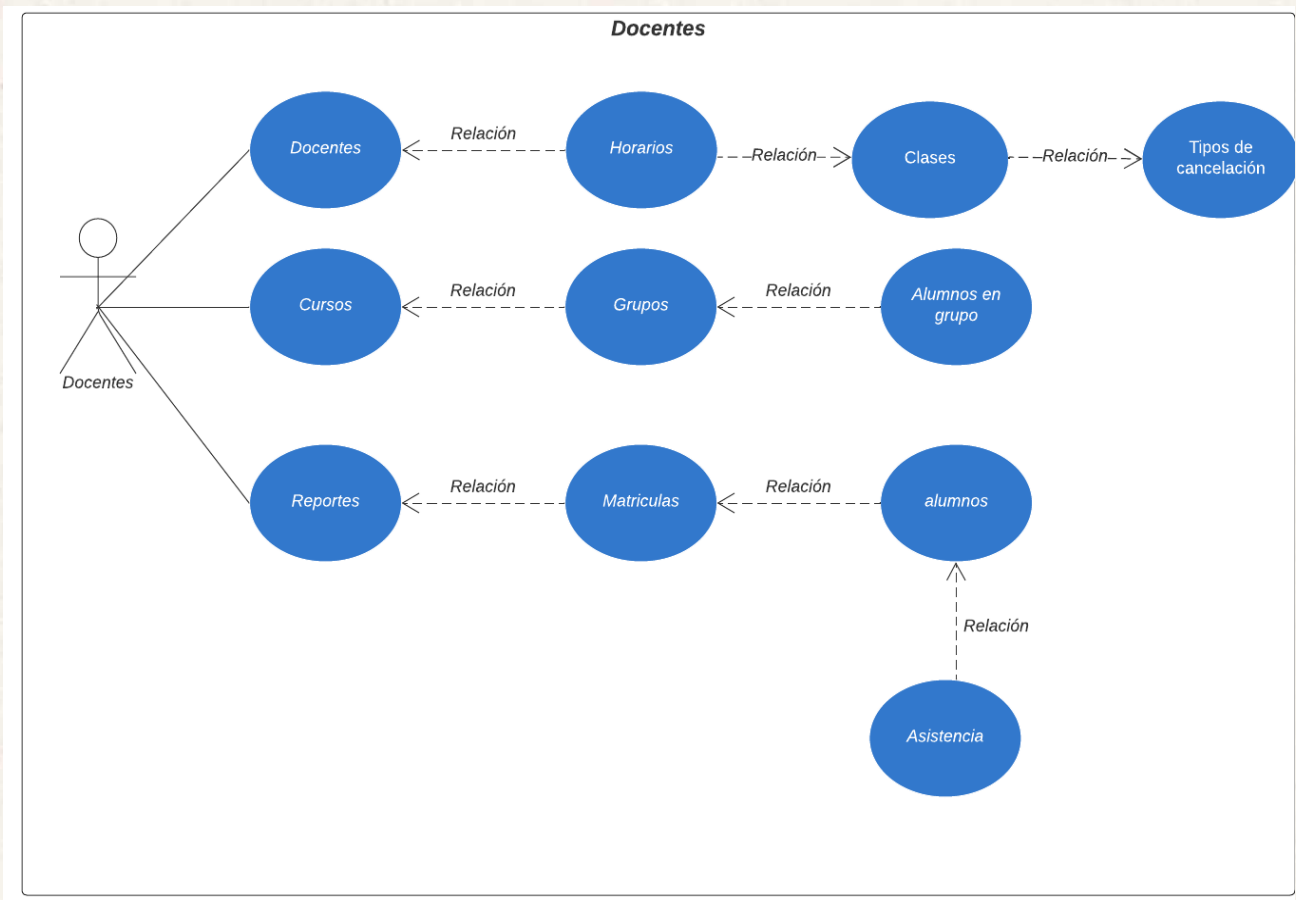 Docentes
Docentes
Relación
Horarios
Relación
Clases
Relación
Tipos de
cancelación
Cursos
Relación
Grupos
Relación
Alumnos en
grupo
Docentes
Reportes
Relación
Matriculas
Relación
alumnos
Relación
Asistencia